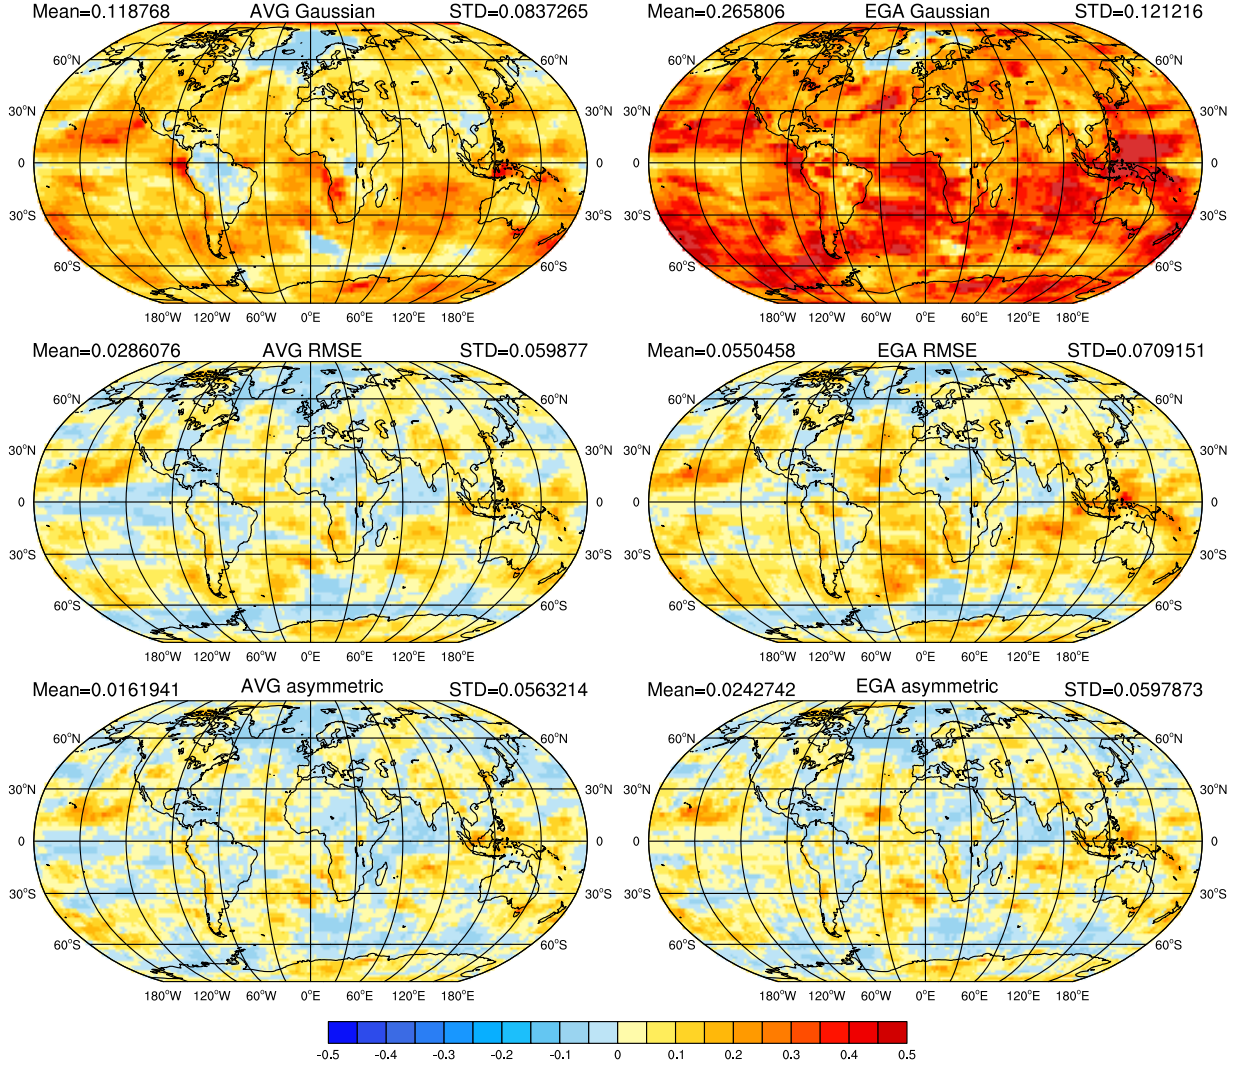 Mean=0.118768 AVG Gaussian STD=0.0837265
Mean=0.265806 EGA Gaussian STD=0.121216
60°N 60°N 60°N 60°N
30°N 30°N 30°N 30°N
0 0 0 0
30°S 30°S 30°S 30°S
60°S 60°S 60°S 60°S
180°W 120°W 60°W 0°E 60°E 120°E 180°E
180°W 120°W 60°W 0°E 60°E 120°E 180°E
Mean=0.0286076 AVG RMSE STD=0.059877
Mean=0.0550458 EGA RMSE STD=0.0709151
60°N 60°N 60°N 60°N
30°N 30°N 30°N 30°N
0 0 0 0
30°S 30°S 30°S 30°S
60°S 60°S 60°S 60°S
180°W 120°W 60°W 0°E 60°E 120°E 180°E
180°W 120°W 60°W 0°E 60°E 120°E 180°E
Mean=0.0161941 AVG asymmetric STD=0.0563214
Mean=0.0242742 EGA asymmetric STD=0.0597873
60°N 60°N 60°N 60°N
30°N 30°N 30°N 30°N
0 0 0 0
30°S 30°S 30°S 30°S
60°S 60°S 60°S 60°S
180°W 120°W 60°W 0°E 60°E 120°E 180°E
180°W 120°W 60°W 0°E 60°E 120°E 180°E
-0.5 -0.4 -0.3 -0.2 -0.1 0 0.1 0.2 0.3 0.4 0.5